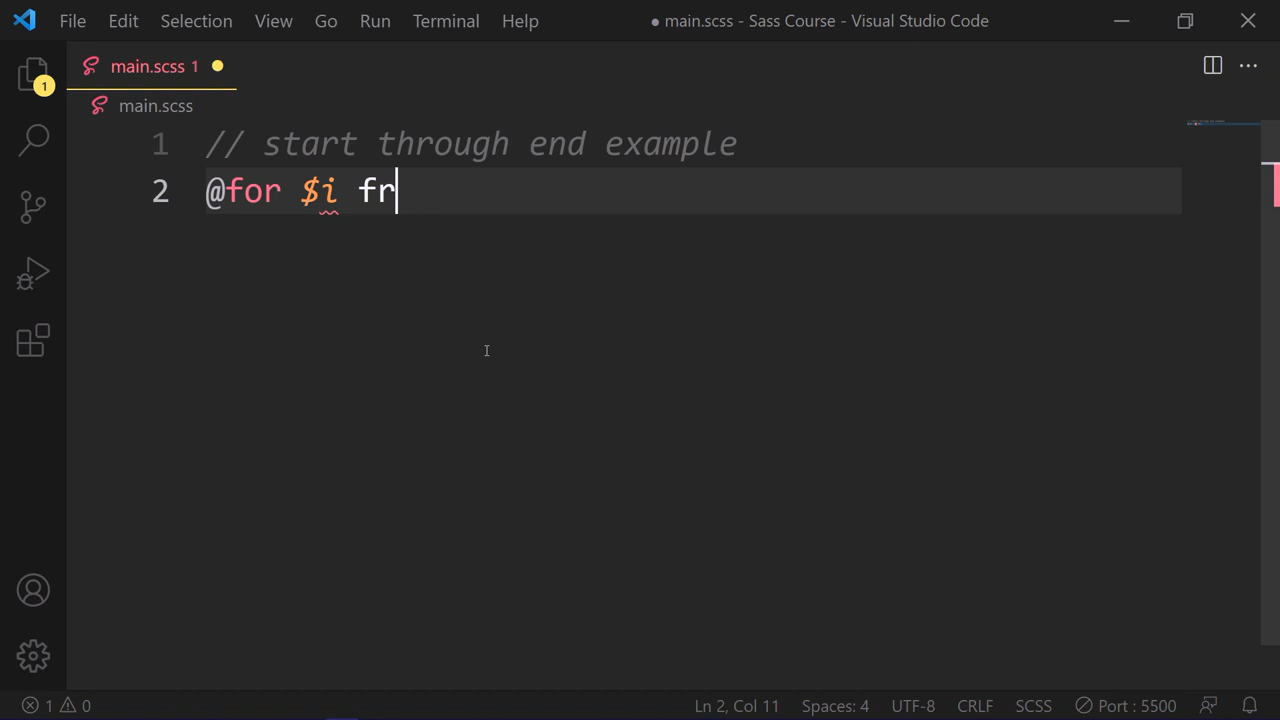 File Edit Selection View Go Run Terminal Help ● main.scss - Sass Course - Visual Studio Code
main.scss 1
1
main.scss
1 // start through end example
2 @for $i fr
1 0 Ln 2, Col 11 Spaces: 4 UTF-8 CRLF SCSS Port : 5500